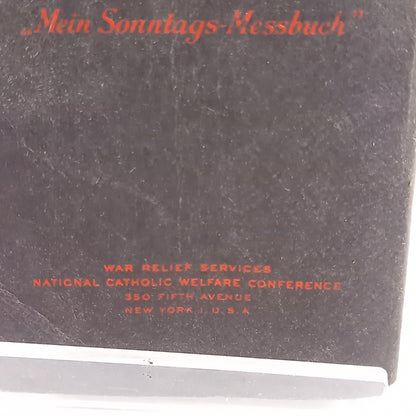 „Mein Sonntags-Messbuch”
WAR RELIEF SERVICES
NATIONAL CATHOLIC WELFARE CONFERENCE
350 FIFTH AVENUE
NEW YORK 1, U. S. A